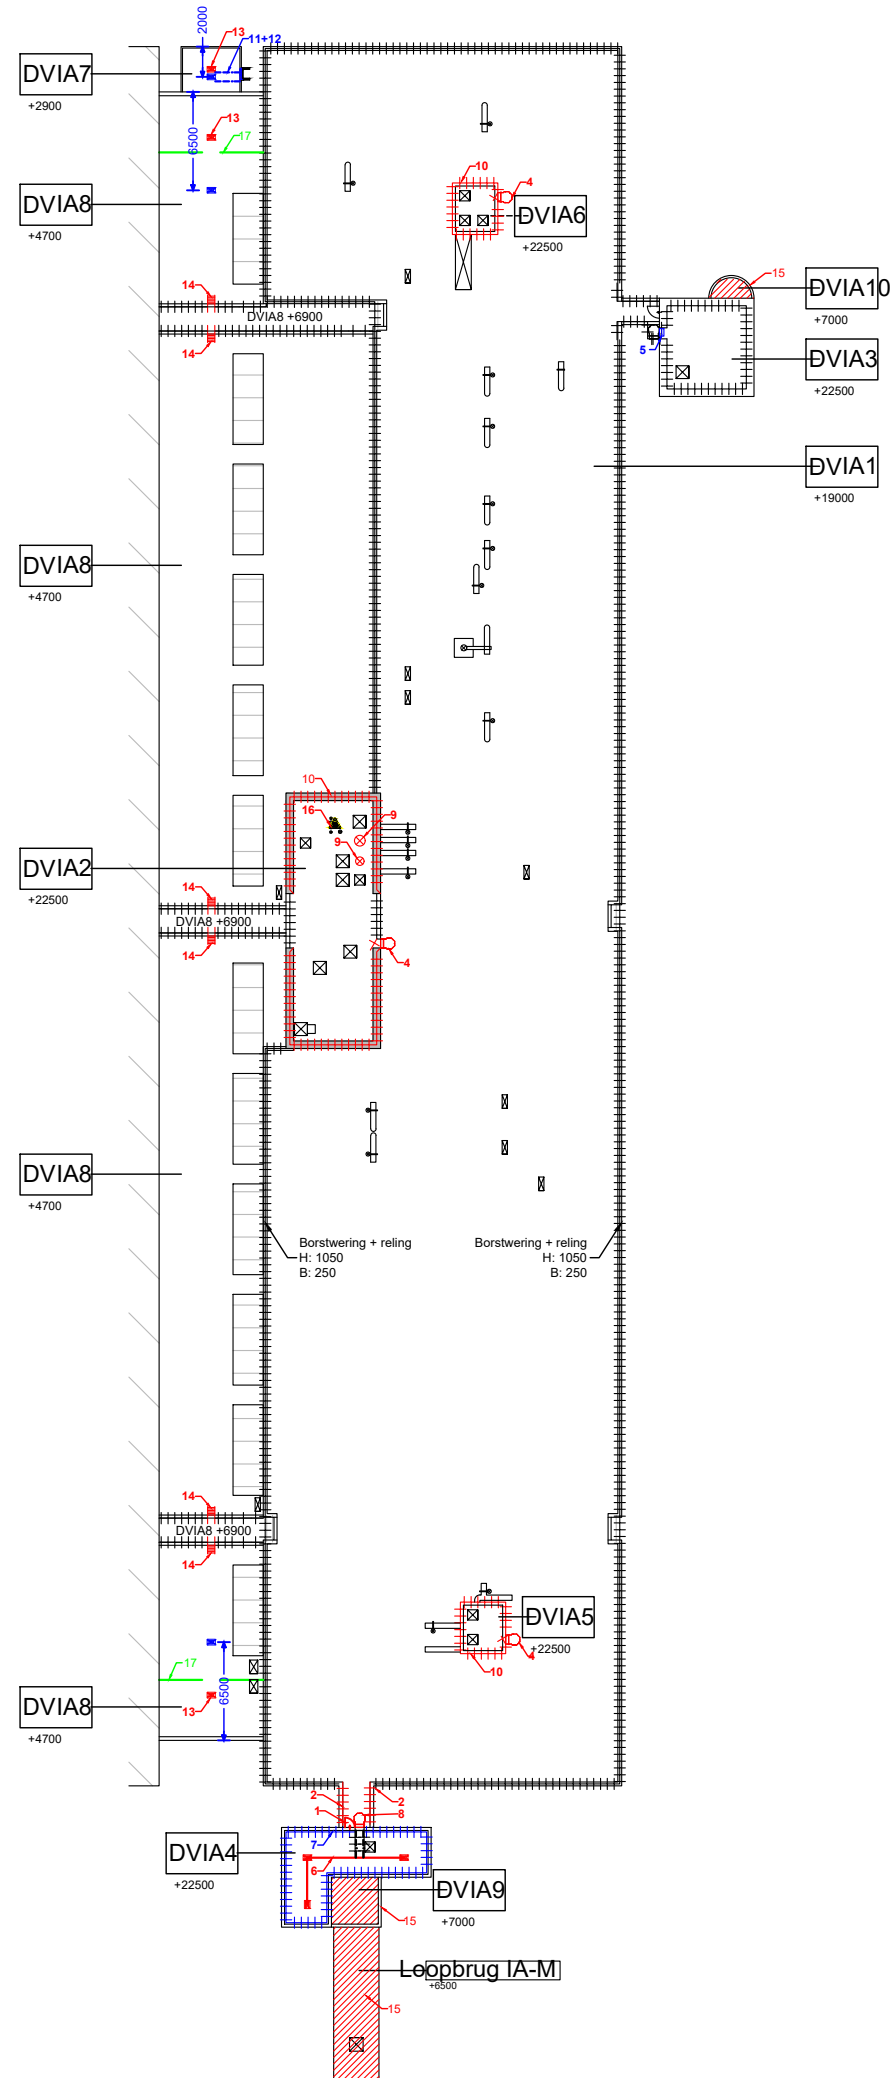 2000
13
11+12
DVIA7
+2900
6500
13
17
10
4
DVIA8
+4700
DVIA6
+22500
15
14
DVIA10
+7000
DVIA8 +6900
14
5
DVIA3
+22500
DVIA1
+19000
DVIA8
+4700
10
16
9
9
DVIA2
+22500
14
DVIA8 +6900
14
4
DVIA8
+4700
Borstwering + reling
H: 1050
B: 250
Borstwering + reling
H: 1050
B: 250
14
DVIA8 +6900
14
DVIA5
+22500
4
10
17
6500
DVIA8
+4700
13
2
2
1
8
7
DVIA4
+22500
6
DVIA9
+7000
15
Loopbrug IA-M
+6500
15